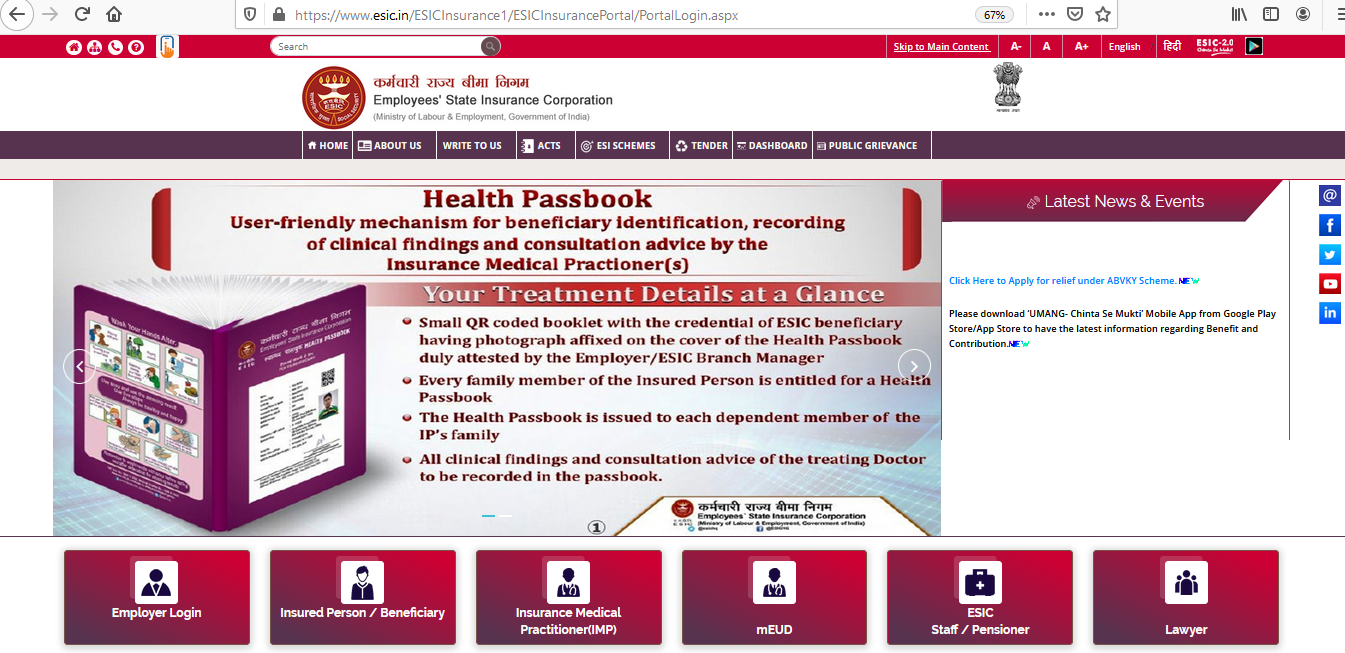 https://www.esic.in/ESICInsurance1/ESICInsurancePortal/PortalLogin.aspx
67%
Search
Skip to Main Content
A-
A
A+
English
हिंदी
ESIC-2.0
कर्मचारी राज्य बीमा निगम
Employees' State Insurance Corporation
(Ministry of Labour & Employment, Government of India)
HOME
ABOUT US
WRITE TO US
ACTS
ESI SCHEMES
TENDER
DASHBOARD
PUBLIC GRIEVANCE
Health Passbook
User-friendly mechanism for beneficiary identification, recording
of clinical findings and consultation advice by the
Insurance Medical Practioner(s)
Your Treatment Details at a Glance
Small QR coded booklet with the credential of ESIC beneficiary
having photograph affixed on the cover of the Health Passbook
duly attested by the Employer/ESIC Branch Manager
Every family member of the Insured Person is entitled for a Health
Passbook
The Health Passbook is issued to each dependent member of the
IP's family
All clinical findings and consultation advice of the treating Doctor
to be recorded in the passbook.
1
कर्मचारी राज्य बीमा निगम
Employees' State Insurance Corporation
(Ministry of Labour & Employment, Government of India)
Latest News & Events
Click Here to Apply for relief under ABVKY Scheme. NEW
Please download 'UMANG- Chinta Se Mukti' Mobile App from Google Play
Store/App Store to have the latest information regarding Benefit and
Contribution. NEW
Employer Login
Insured Person / Beneficiary
Insurance Medical
Practitioner(IMP)
mEUD
ESIC
Staff / Pensioner
Lawyer